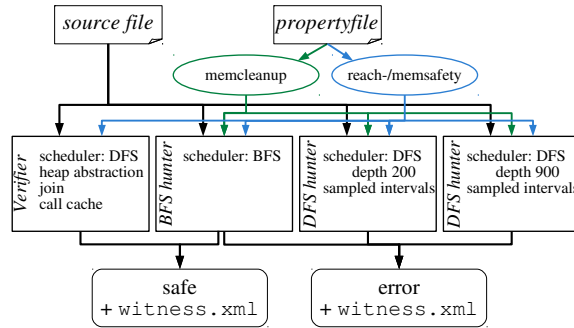 source file
propertyfile
memcleanup
reach-/memsafety
Verifier
scheduler: DFS
heap abstraction
join
call cache
BFS hunter
scheduler: BFS
DFS hunter
scheduler: DFS
depth 200
sampled intervals
DFS hunter
scheduler: DFS
depth 900
sampled intervals
safe
+ witness.xml
error
+ witness.xml